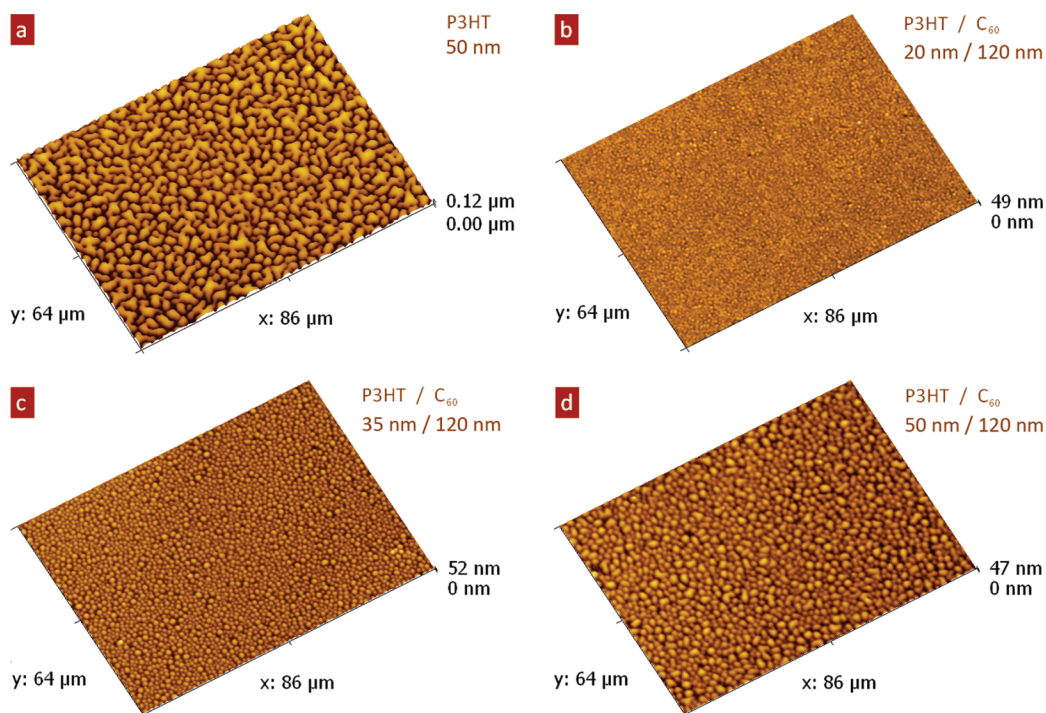 a
P3HT
50 nm
0.12 µm
0.00 µm
y: 64 µm
x: 86 µm
b
P3HT / C₆₀
20 nm / 120 nm
49 nm
0 nm
y: 64 µm
x: 86 µm
c
P3HT / C₆₀
35 nm / 120 nm
52 nm
0 nm
y: 64 µm
x: 86 µm
d
P3HT / C₆₀
50 nm / 120 nm
47 nm
0 nm
y: 64 µm
x: 86 µm